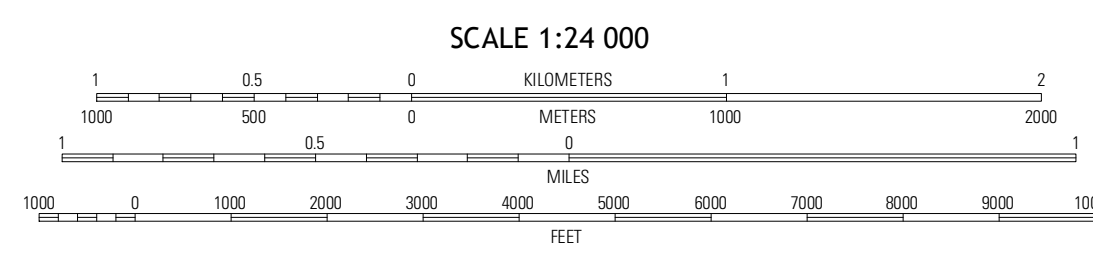 SCALE 1:24 000
1 0.5 0 KILOMETERS 1 2
1000 500 0 METERS 1000 2000
1 0.5 0 1
MILES
1000 0 1000 2000 3000 4000 5000 6000 7000 8000 9000
FEET